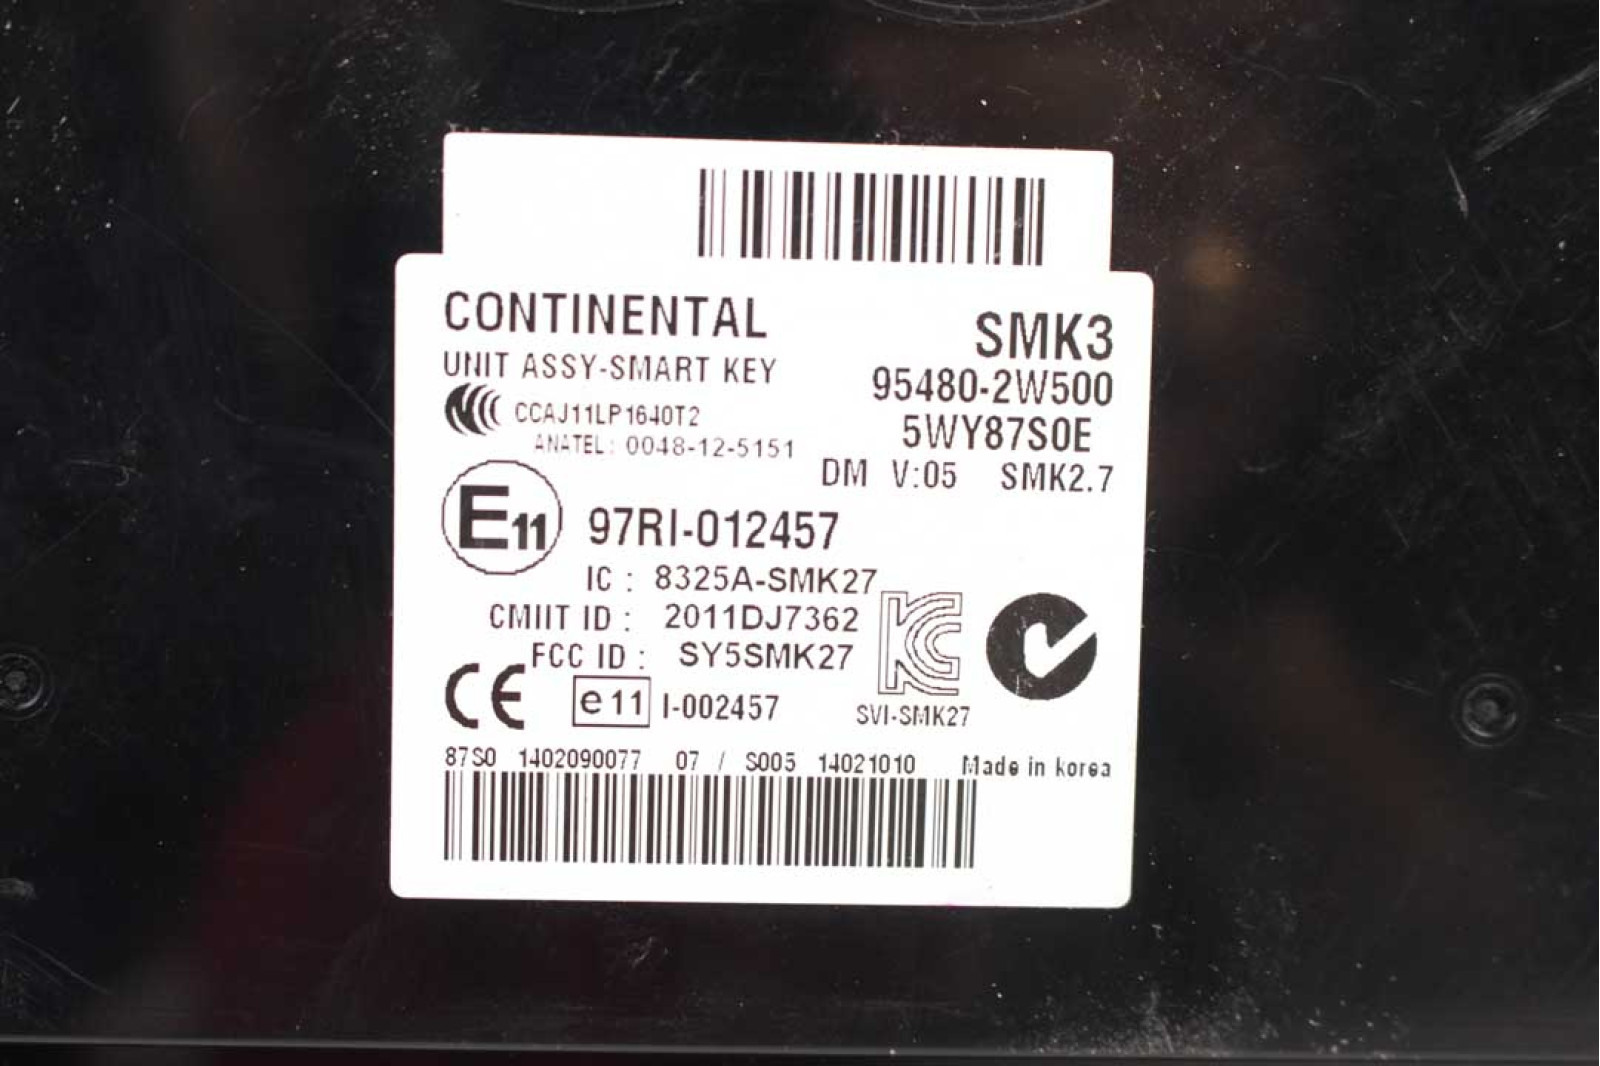 CONTINENTAL
SMK3
UNIT ASSY-SMART KEY
95480-2W500
CCAJ11LP1640T2
5WY87S0E
ANATEL: 0048-12-5151
DM V:05 SMK2.7
E11 97RI-012457
IC : 8325A-SMK27
CMIIT ID : 2011DJ7362
FCC ID : SY5SMK27
CE e11 I-002457
KC
SVI-SMK27
87S0 1402090077 07 / S005 14021010 Made in korea